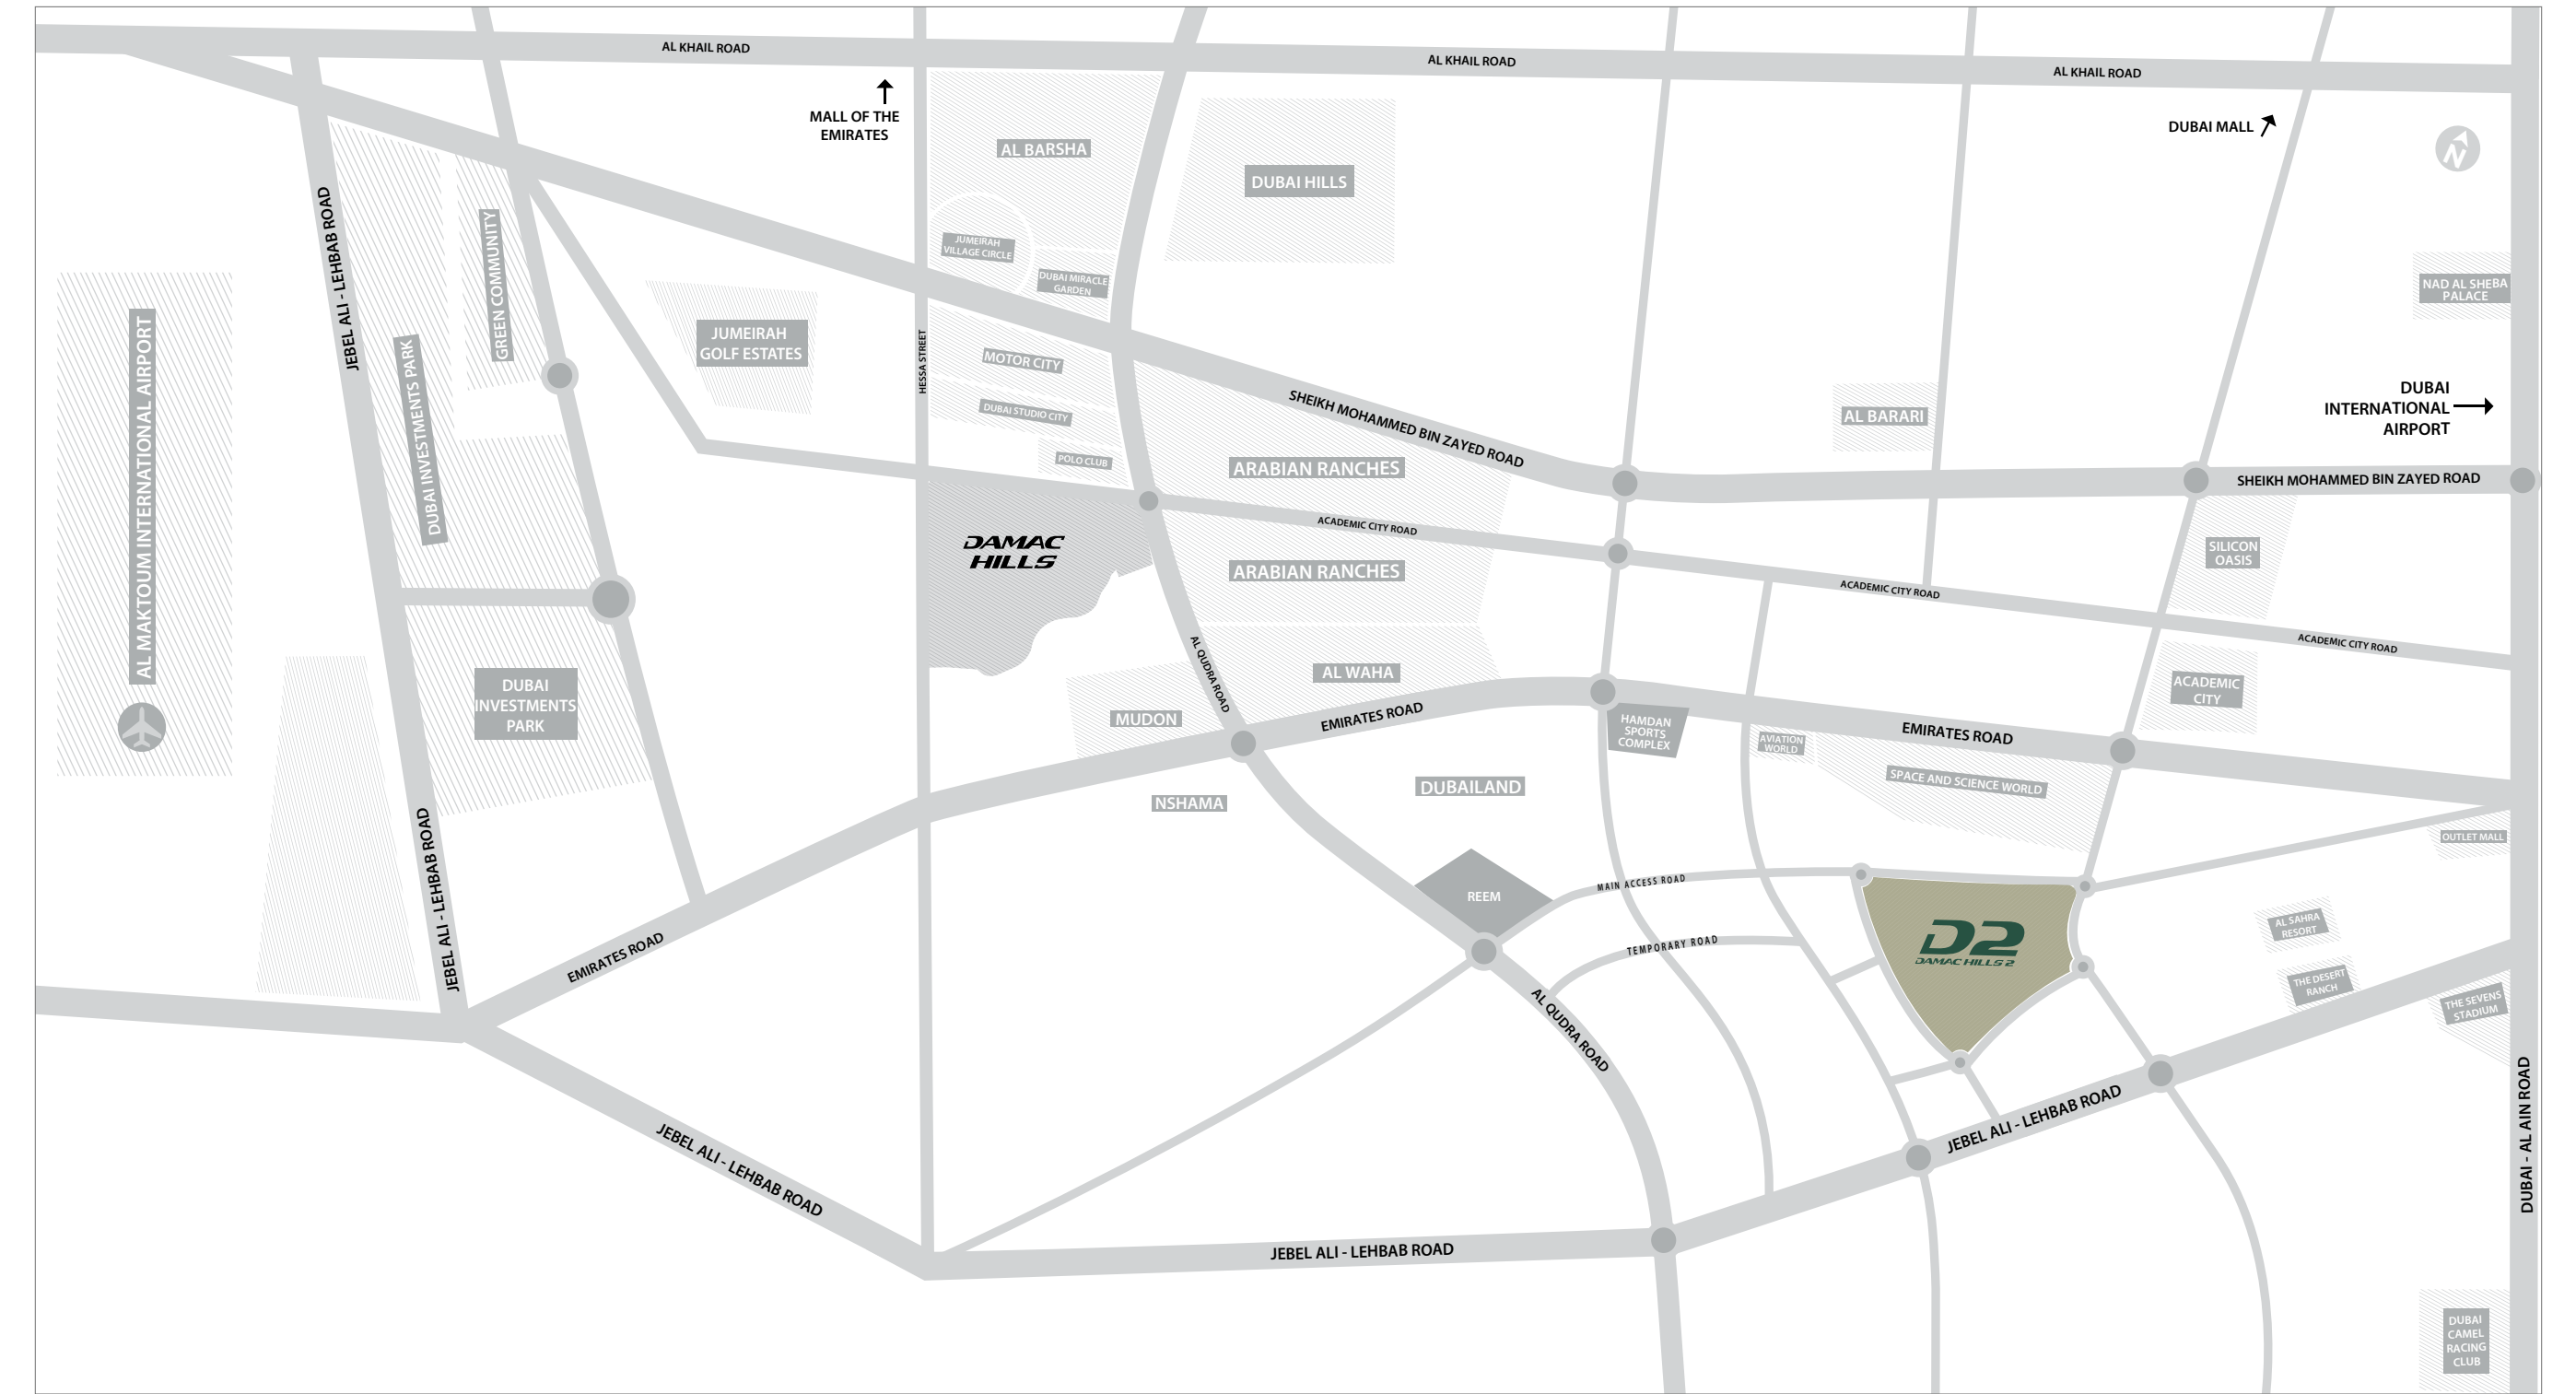 AL KHAIL ROAD
AL KHAIL ROAD
AL KHAIL ROAD
MALL OF THE
EMIRATES
DUBAI MALL
N
AL BARSHA
DUBAI HILLS
JEBEL ALI - LEHBAB ROAD
GREEN COMMUNITY
JUMEIRAH
VILLAGE CIRCLE
DUBAI MIRACLE
GARDEN
NAD AL SHEBA
PALACE
AL MAKTOUM INTERNATIONAL AIRPORT
DUBAI INVESTMENTS PARK
JUMEIRAH
GOLF ESTATES
HESSA STREET
MOTOR CITY
DUBAI STUDIO CITY
POLO CLUB
SHEIKH MOHAMMED BIN ZAYED ROAD
ARABIAN RANCHES
AL BARARI
DUBAI
INTERNATIONAL
AIRPORT
SHEIKH MOHAMMED BIN ZAYED ROAD
DAMAC
HILLS
ACADEMIC CITY ROAD
ARABIAN RANCHES
SILICON
OASIS
ACADEMIC CITY ROAD
ACADEMIC CITY ROAD
AL QUDRA ROAD
AL WAHA
ACADEMIC
CITY
DUBAI
INVESTMENTS
PARK
MUDON
EMIRATES ROAD
HAMDAN
SPORTS
COMPLEX
AVIATION
WORLD
EMIRATES ROAD
SPACE AND SCIENCE WORLD
NSHAMA
DUBAILAND
OUTLET MALL
JEBEL ALI - LEHBAB ROAD
REEM
MAIN ACCESS ROAD
TEMPORARY ROAD
D2
DAMAC HILLS 2
AL SAHRA
RESORT
THE DESERT
RANCH
THE SEVENS
STADIUM
EMIRATES ROAD
AL QUDRA ROAD
JEBEL ALI - LEHBAB ROAD
JEBEL ALI - LEHBAB ROAD
JEBEL ALI - LEHBAB ROAD
DUBAI - AL AIN ROAD
DUBAI
CAMEL
RACING
CLUB